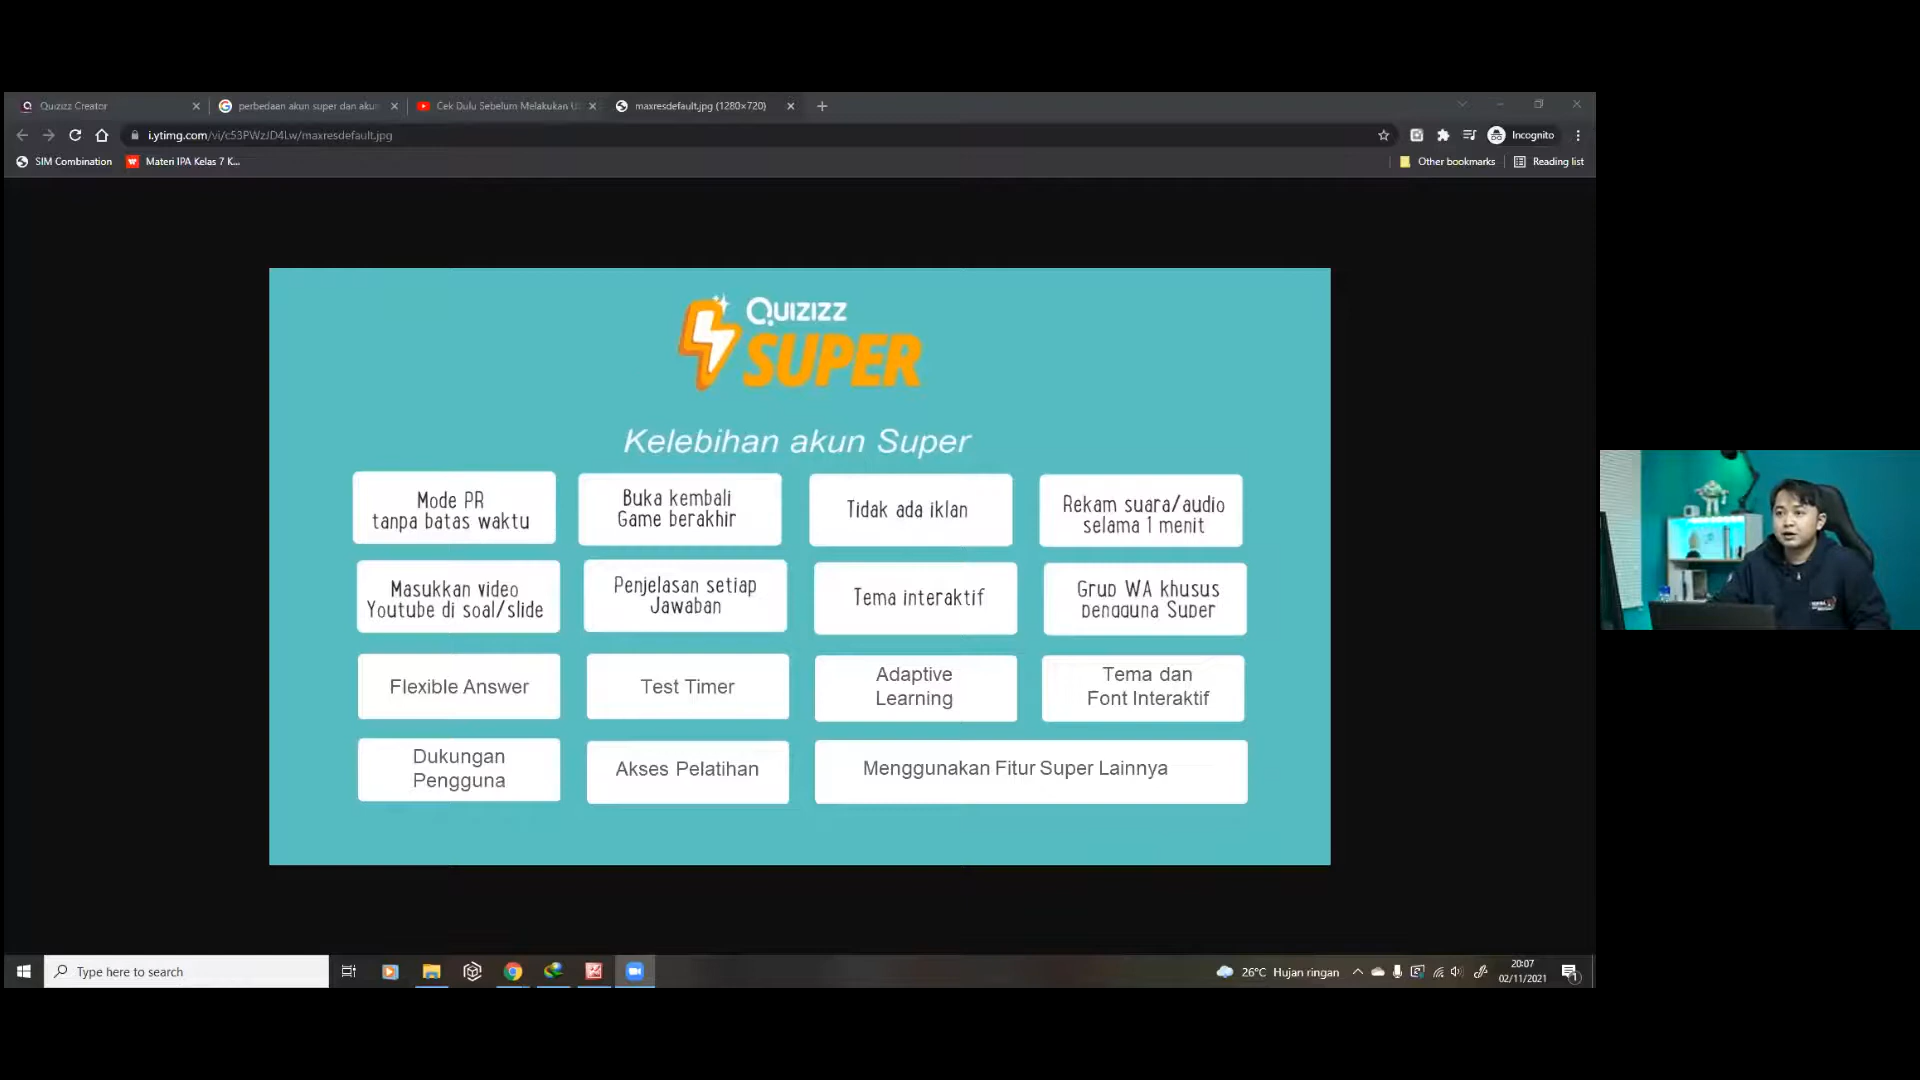 Quizizz Creator
perbedaan akun super dan akun
Cek Dulu Sebelum Melakukan
maxresdefault.jpg (1280×720)
i.ytimg.com/vi/c53PWzJD4Lw/maxresdefault.jpg
Incognito
SIM Combination
Materi IPA Kelas 7 K...
Other bookmarks
Reading list
QUIZIZZ
SUPER
Kelebihan akun Super
Mode PR
tanpa batas waktu
Buka kembali
Game berakhir
Tidak ada iklan
Rekam suara/audio
selama 1 menit
Masukkan video
Youtube di soal/slide
Penjelasan setiap
Jawaban
Tema interaktif
Grup WA khusus
pengguna Super
Flexible Answer
Test Timer
Adaptive
Learning
Tema dan
Font Interaktif
Dukungan
Pengguna
Akses Pelatihan
Menggunakan Fitur Super Lainnya
Type here to search
26°C Hujan ringan
20:07
02/11/2021
1